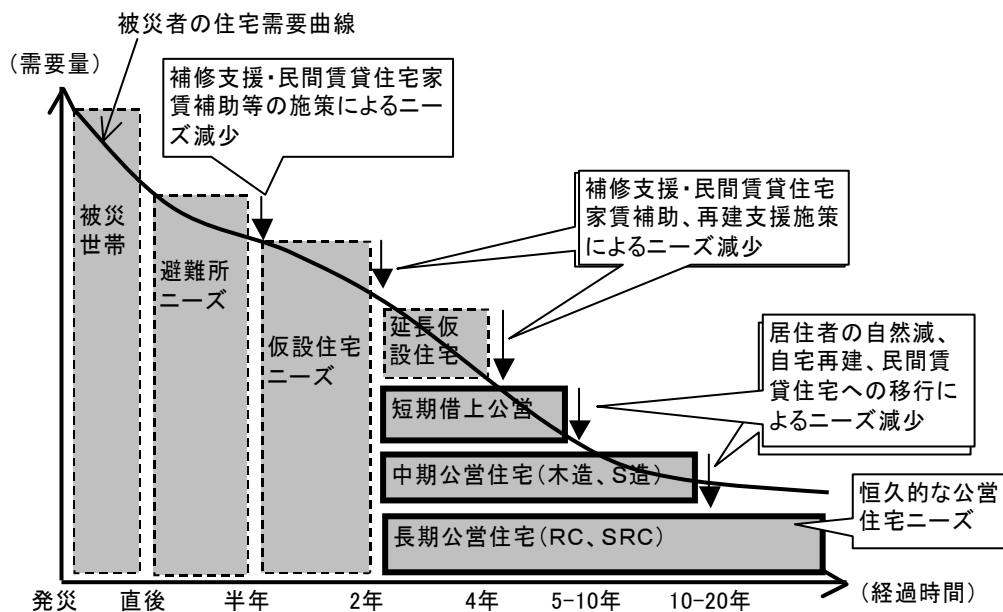 被災者の住宅需要曲線
(需要量)
補修支援・民間賃貸住宅家
賃補助等の施策によるニー
ズ減少
補修支援・民間賃貸住宅
家賃補助、再建支援施策
によるニーズ減少
被災
世帯
避難所
ニーズ
仮設住宅
ニーズ
延長仮
設住宅
居住者の自然減、
自宅再建、民間賃
貸住宅への移行に
よるニーズ減少
短期借上公営
中期公営住宅(木造、S造)
長期公営住宅(RC、SRC)
恒久的な公営
住宅ニーズ
発災
直後
半年
2年
4年
5-10年
10-20年
(経過時間)